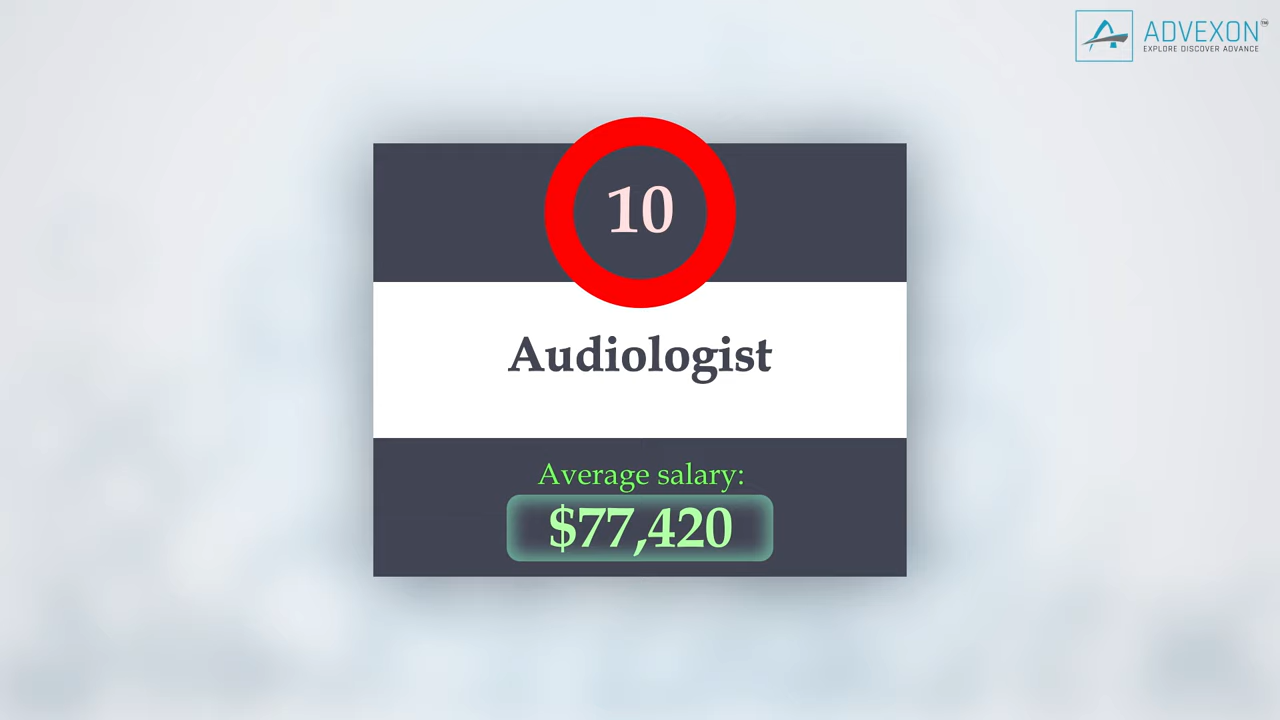 ADVEXON™
EXPLORE DISCOVER ADVANCE
10
Audiologist
Average salary:
$77,420